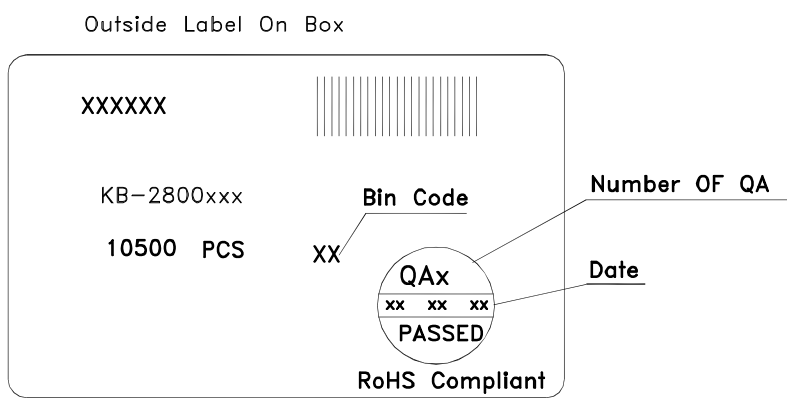 Outside Label On Box
XXXXXX
KB-2800xxx
Bin Code
Number OF QA
10500 PCS
XX
QAx
Date
xx xx xx
PASSED
RoHS Compliant